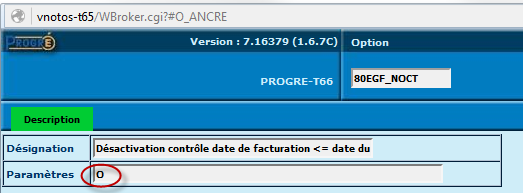 vnotos-t65/WBroker.cgi?#O_ANCRE
PROGRÉ Version : 7.16379 (1.6.7C) Option
PROGRE-T66 80EGF_NOCT
Description
Désignation Désactivation contrôle date de facturation <= date du
Paramètres O